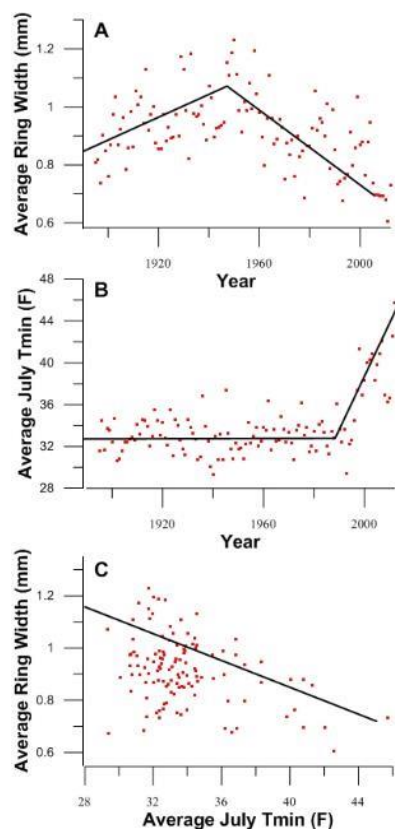 A
Average Ring Width (mm)
1.2
1
0.8
0.6
1920
1960
2000
Year
B
Average July Tmin (F)
48
44
40
36
32
28
1920
1960
2000
Year
C
Average Ring Width (mm)
1.2
1
0.8
0.6
28
32
36
40
44
Average July Tmin (F)